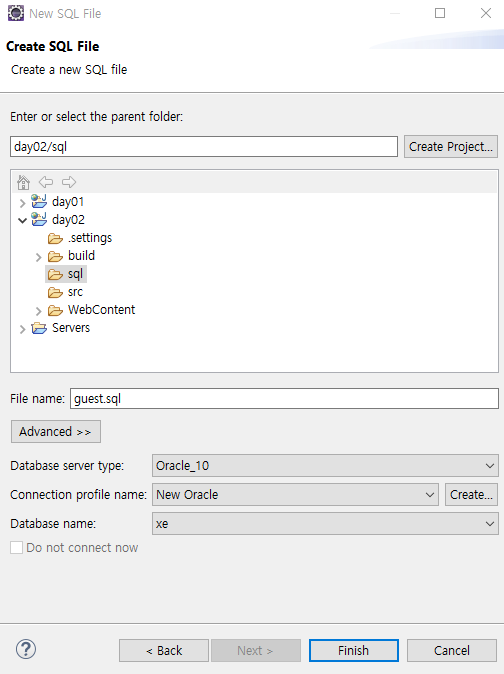 New SQL File
Create SQL File
Create a new SQL file
Enter or select the parent folder:
day02/sql
Create Project...
day01
day02
.settings
build
sql
src
WebContent
Servers
File name: guest.sql
Advanced >>
Database server type: Oracle_10
Connection profile name: New Oracle Create...
Database name: xe
Do not connect now
? < Back Next > Finish Cancel